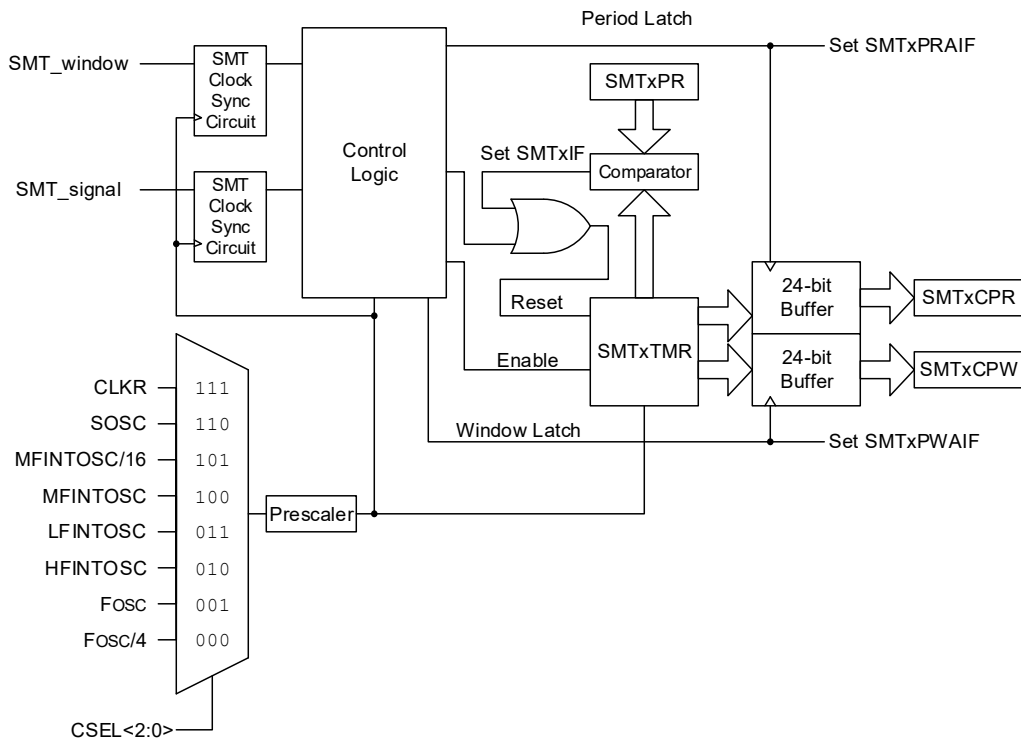 Period Latch
Set SMTxPRAIF
SMT_window
SMT
Clock
Sync
Circuit
Control
Logic
SMTxPR
Set SMTxIF
Comparator
SMT_signal
SMT
Clock
Sync
Circuit
Reset
Enable
SMTxTMR
24-bit
Buffer
SMTxCPR
24-bit
Buffer
SMTxCPW
Window Latch
Set SMTxPWAIF
CLKR 111
SOSC 110
MFINTOSC/16 101
MFINTOSC 100
LFINTOSC 011
HFINTOSC 010
FOSC 001
FOSC/4 000
Prescaler
CSEL<2:0>